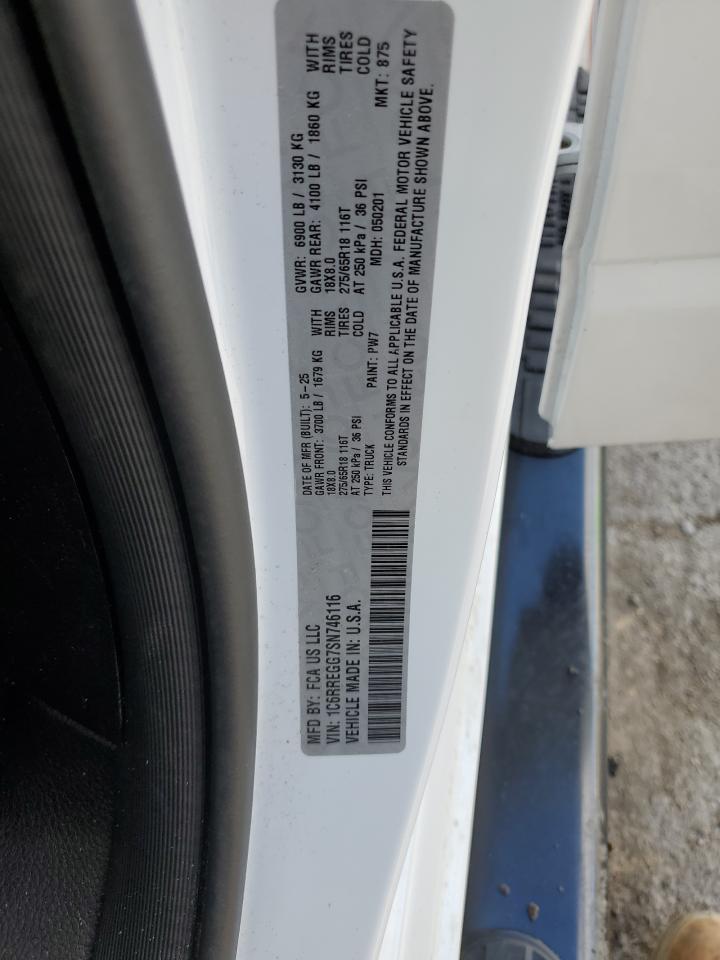 MFD BY: FCA US LLC
VIN: 1C6RREGG7SN746116
VEHICLE MADE IN: U.S.A.
DATE OF MFR (BUILT): 5-25
GAWR FRONT: 3700 LB / 1679 KG WITH
18X8.0 RIMS
275/65R18 116T TIRES
AT 250 kPa / 36 PSI COLD
TYPE: TRUCK
GVWR: 6900 LB / 3130 KG
GAWR REAR: 4100 LB / 1860 KG WITH
18X8.0 RIMS
275/65R18 116T TIRES
AT 250 kPa / 36 PSI COLD
PAINT: PW7 MDH: 050201 MKT: 875
THIS VEHICLE CONFORMS TO ALL APPLICABLE U.S.A. FEDERAL MOTOR VEHICLE SAFETY
STANDARDS IN EFFECT ON THE DATE OF MANUFACTURE SHOWN ABOVE.